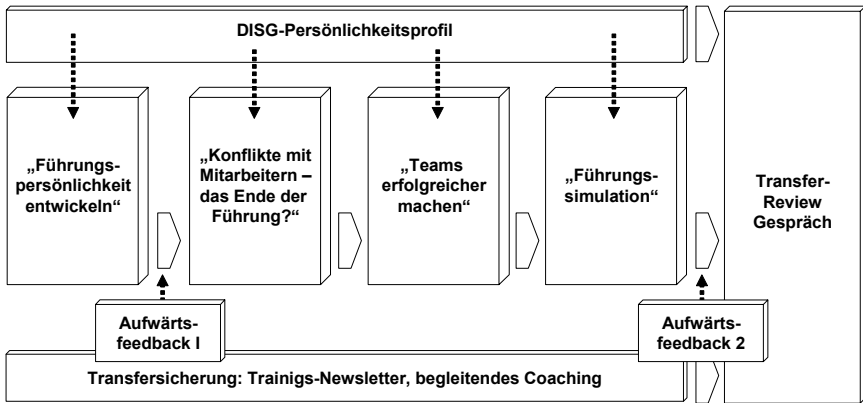 DISG-Persönlichkeitsprofil
„Führungs-
persönlichkeit
entwickeln“
„Konflikte mit
Mitarbeitern –
das Ende der
Führung?“
„Teams
erfolgreicher
machen“
„Führungs-
simulation“
Transfer-
Review
Gespräch
Aufwärts-
feedback I
Aufwärts-
feedback 2
Transfersicherung: Trainigs-Newsletter, begleitendes Coaching